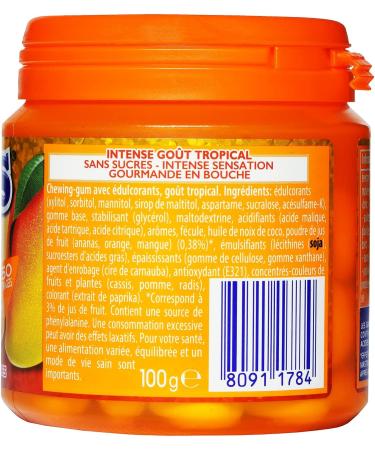 INTENSE GOÛT TROPICAL
SANS SUCRES - INTENSE SENSATION
GOURMANDE EN BOUCHE
Chewing-gum avec édulcorants, goût tropical. Ingrédients: édulcorants
(xylitol, sorbitol, mannitol, sirop de maltitol, aspartame, sucralose, acésulfame-K),
gomme base, stabilisant (glycérol), maltodextrine, acidifiants (acide malique,
acide tartrique, acide citrique), arômes, fécule, huile de noix de coco, poudre de jus
de fruit (ananas, orange, mangue) (0,38%)*, émulsifiants (lécithines soja,
sucroesters d'acides gras), épaississants (gomme de cellulose, gomme xanthane),
agent d'enrobage (cire de carnauba), antioxydant (E321), concentrés-couleurs de
fruits et plantes (cassis, pomme, radis),
colorant (extrait de paprika). *Correspond à
3% de jus de fruit. Contient une source de
phénylalanine. Une consommation excessive
peut avoir des effets laxatifs. Pour votre santé,
une alimentation variée, équilibrée et un
mode de vie sain sont
importants.
100g e
8091 1784